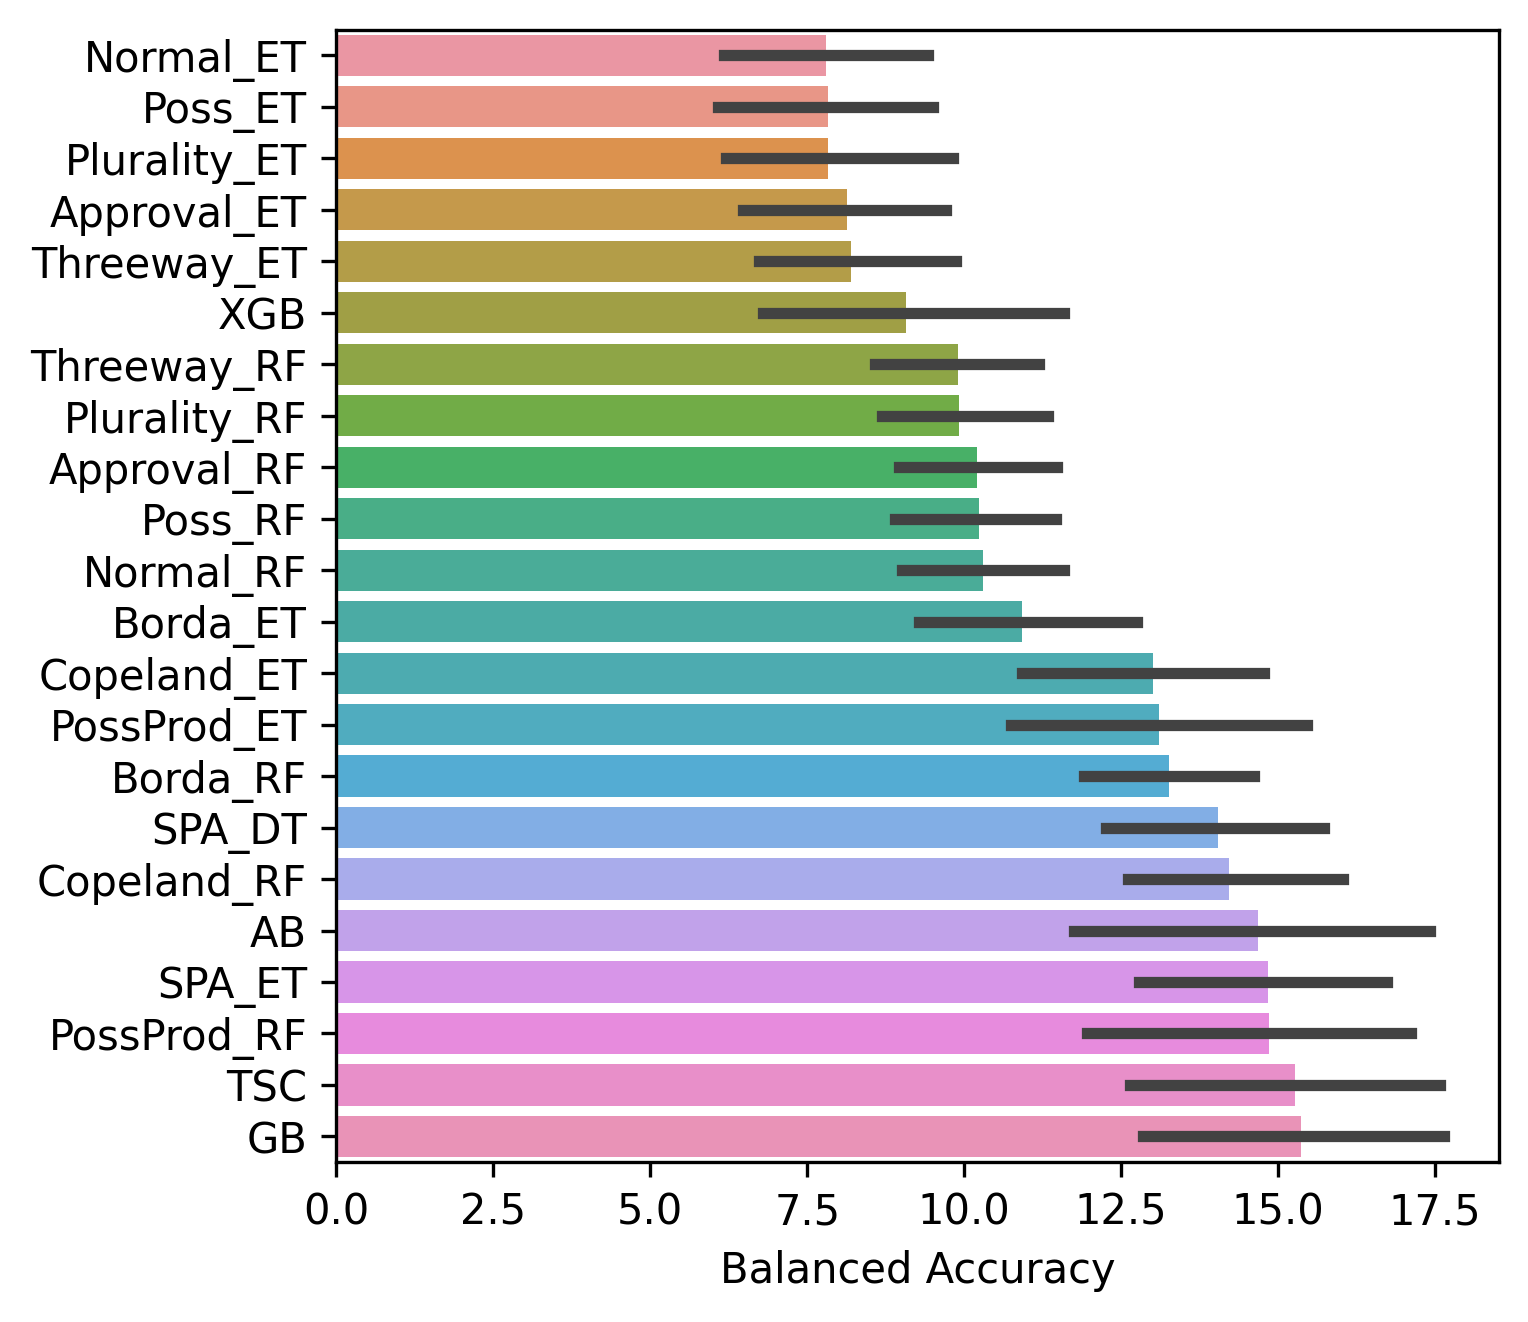 Normal_ET
Poss_ET
Plurality_ET
Approval_ET
Threeway_ET
XGB
Threeway_RF
Plurality_RF
Approval_RF
Poss_RF
Normal_RF
Borda_ET
Copeland_ET
PossProd_ET
Borda_RF
SPA_DT
Copeland_RF
AB
SPA_ET
PossProd_RF
TSC
GB
0.0 2.5 5.0 7.5 10.0 12.5 15.0 17.5
Balanced Accuracy